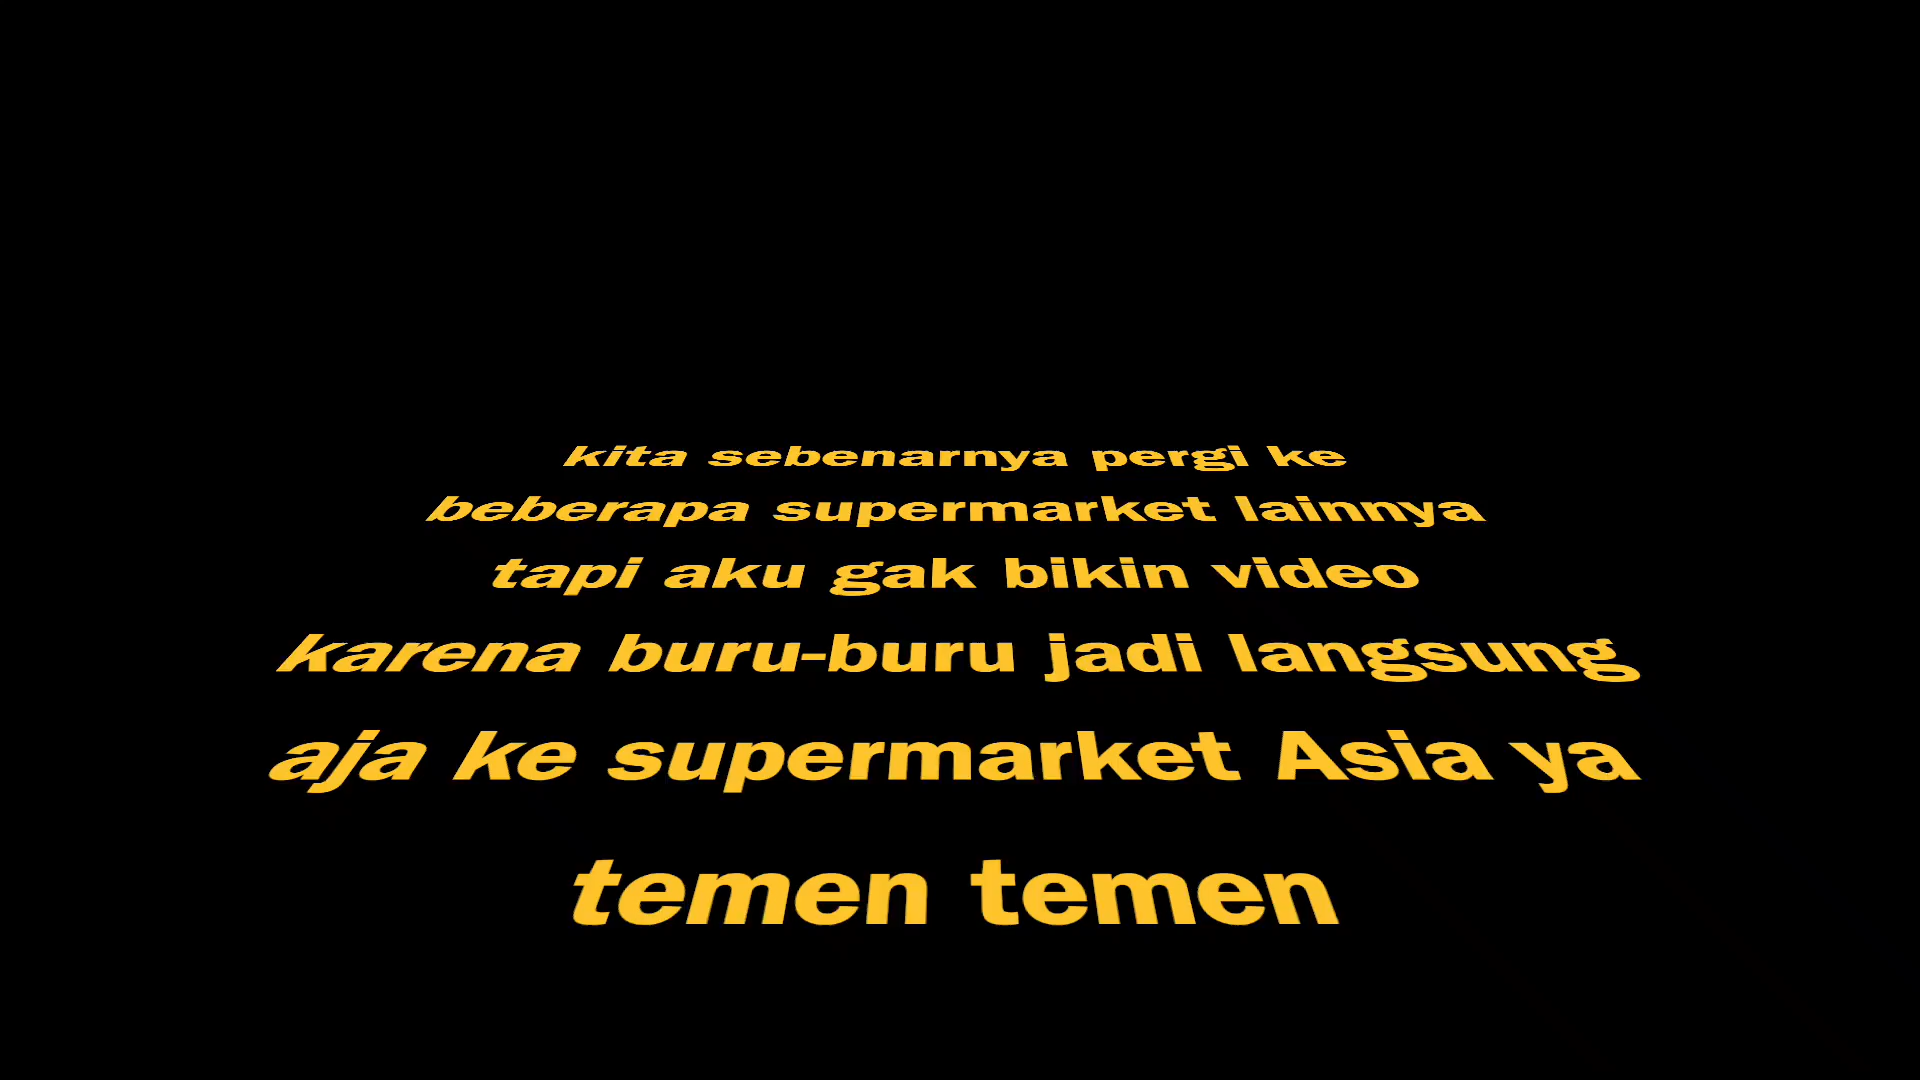 kita sebenarnya pergi ke
beberapa supermarket lainnya
tapi aku gak bikin video
karena buru-buru jadi langsung
aja ke supermarket Asia ya
temen temen